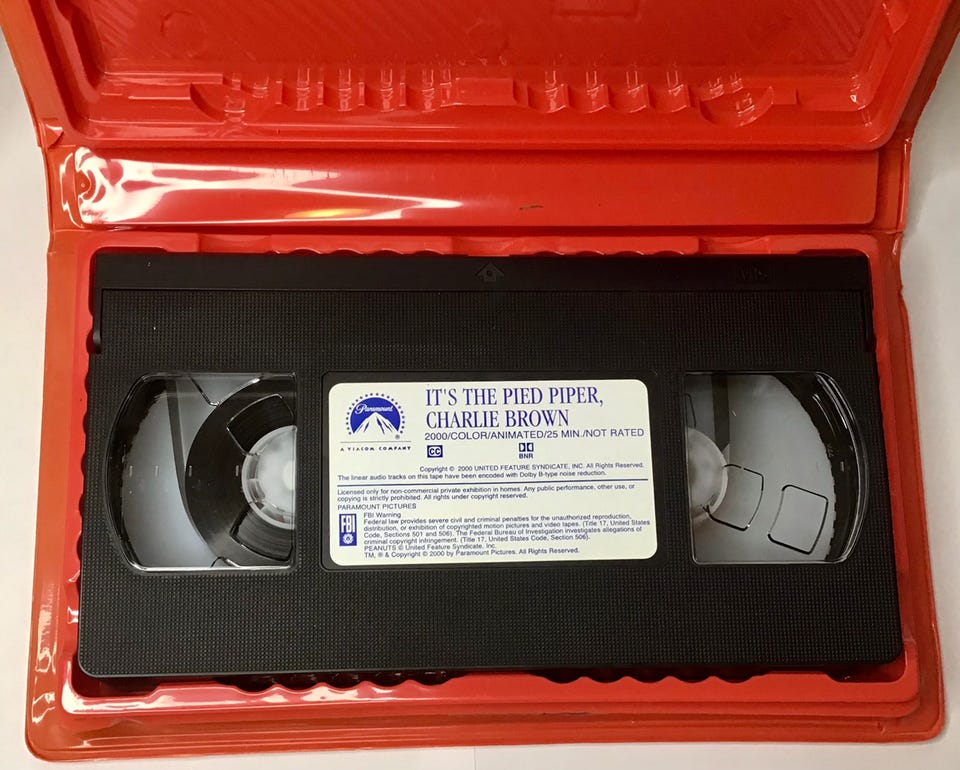 VHS
Paramount
A VIACOM COMPANY
IT'S THE PIED PIPER,
CHARLIE BROWN
2000/COLOR/ANIMATED/25 MIN./NOT RATED
CC
BNR
Copyright © 2000 UNITED FEATURE SYNDICATE, INC. All Rights Reserved.
The linear audio tracks on this tape have been encoded with Dolby B-type noise reduction.
Licensed only for non-commercial private exhibition in homes. Any public performance, other use, or
copying is strictly prohibited. All rights under copyright reserved.
PARAMOUNT PICTURES
FBI
FBI Warning
Federal law provides severe civil and criminal penalties for the unauthorized reproduction,
distribution, or exhibition of copyrighted motion pictures and video tapes. (Title 17, United States
Code, Sections 501 and 506). The Federal Bureau of Investigation investigates allegations of
criminal copyright infringement. (Title 17, United States Code, Section 506).
PEANUTS © United Feature Syndicate, Inc.
TM, ® & Copyright © 2000 by Paramount Pictures. All Rights Reserved.